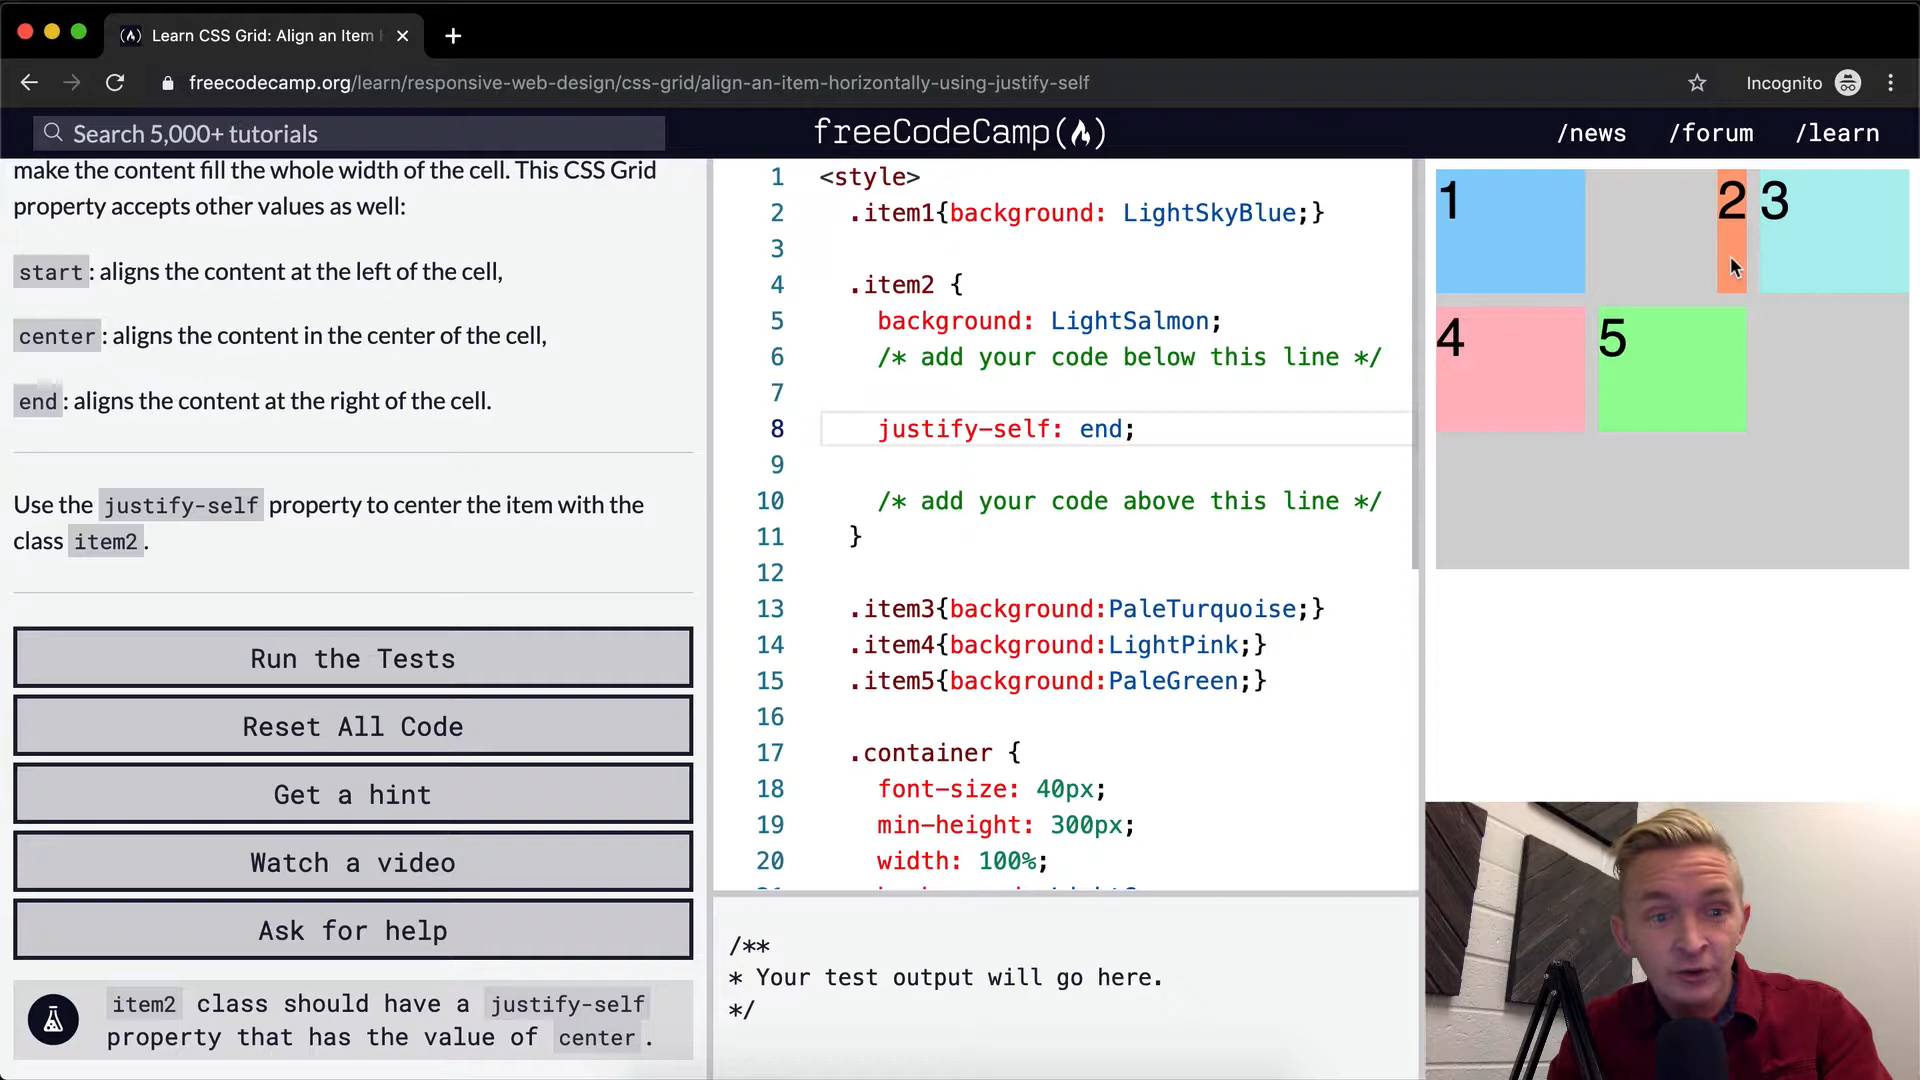 Learn CSS Grid: Align an Item
freecodecamp.org/learn/responsive-web-design/css-grid/align-an-item-horizontally-using-justify-self
Incognito
Search 5,000+ tutorials
freeCodeCamp
/news /forum /learn
make the content fill the whole width of the cell. This CSS Grid
property accepts other values as well:
start: aligns the content at the left of the cell,
center: aligns the content in the center of the cell,
end: aligns the content at the right of the cell.
Use the justify-self property to center the item with the
class item2.
Run the Tests
Reset All Code
Get a hint
Watch a video
Ask for help
item2 class should have a justify-self
property that has the value of center.
1 <style>
2 .item1{background: LightSkyBlue;}
3
4 .item2 {
5 background: LightSalmon;
6 /* add your code below this line */
7
8 justify-self: end;
9
10 /* add your code above this line */
11 }
12
13 .item3{background:PaleTurquoise;}
14 .item4{background:LightPink;}
15 .item5{background:PaleGreen;}
16
17 .container {
18 font-size: 40px;
19 min-height: 300px;
20 width: 100%;
/**
* Your test output will go here.
*/
1 2 3
4 5